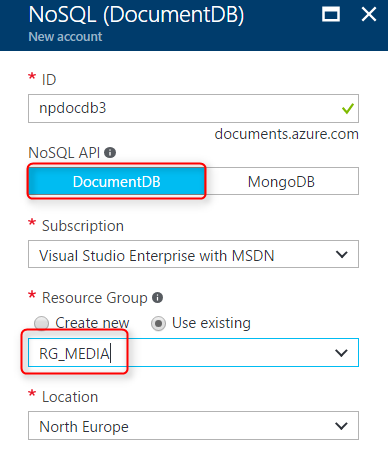 NoSQL (DocumentDB)
New account
* ID
npdocdb3
documents.azure.com
NoSQL API
DocumentDB MongoDB
* Subscription
Visual Studio Enterprise with MSDN
* Resource Group
Create new Use existing
RG_MEDIA
* Location
North Europe